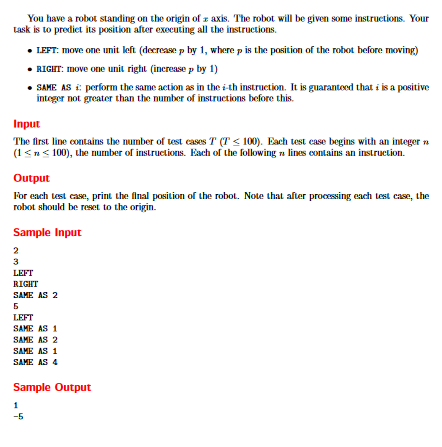 You have a robot standing on the origin of x axis. The robot will be given some instructions. Your
task is to predict its position after executing all the instructions.
• LEFT: move one unit left (decrease p by 1, where p is the position of the robot before moving)
• RIGHT: move one unit right (increase p by 1)
• SAME AS i: perform the same action as in the i-th instruction. It is guaranteed that i is a positive
integer not greater than the number of instructions before this.
Input
The first line contains the number of test cases T (T ≤ 100). Each test case begins with an integer n
(1 ≤ n ≤ 100), the number of instructions. Each of the following n lines contains an instruction.
Output
For each test case, print the final position of the robot. Note that after processing each test case, the
robot should be reset to the origin.
Sample Input
2
3
LEFT
RIGHT
SAME AS 2
5
LEFT
SAME AS 1
SAME AS 2
SAME AS 1
SAME AS 4
Sample Output
1
-5